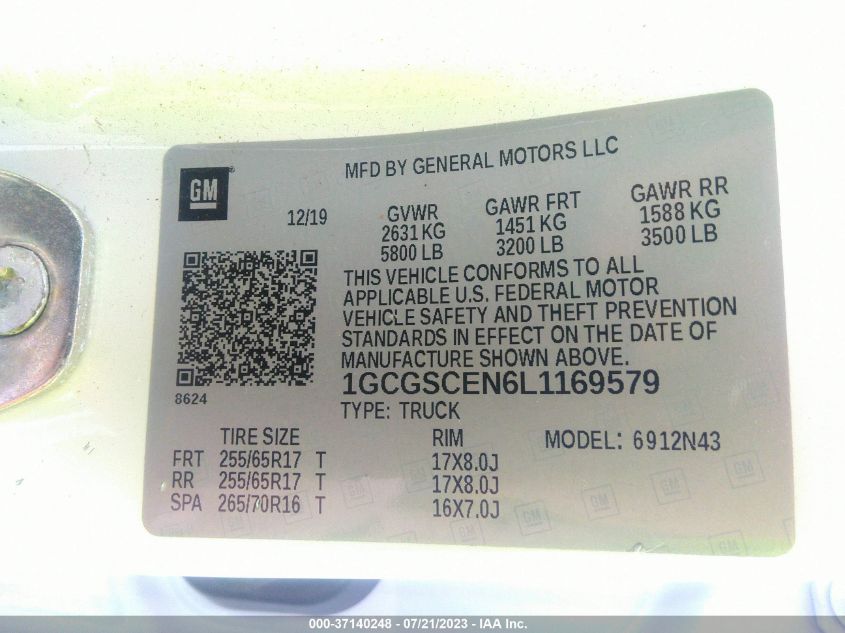 MFD BY GENERAL MOTORS LLC
GM
12/19
GVWR
2631 KG
5800 LB
GAWR FRT
1451 KG
3200 LB
GAWR RR
1588 KG
3500 LB
THIS VEHICLE CONFORMS TO ALL
APPLICABLE U.S. FEDERAL MOTOR
VEHICLE SAFETY AND THEFT PREVENTION
STANDARDS IN EFFECT ON THE DATE OF
MANUFACTURE SHOWN ABOVE.
8624
1GCGSCEN6L1169579
TYPE: TRUCK
TIRE SIZE
RIM
MODEL: 6912N43
FRT 255/65R17 T 17X8.0J
RR 255/65R17 T 17X8.0J
SPA 265/70R16 T 16X7.0J
GM
000-37140248 - 07/21/2023 - IAA Inc.